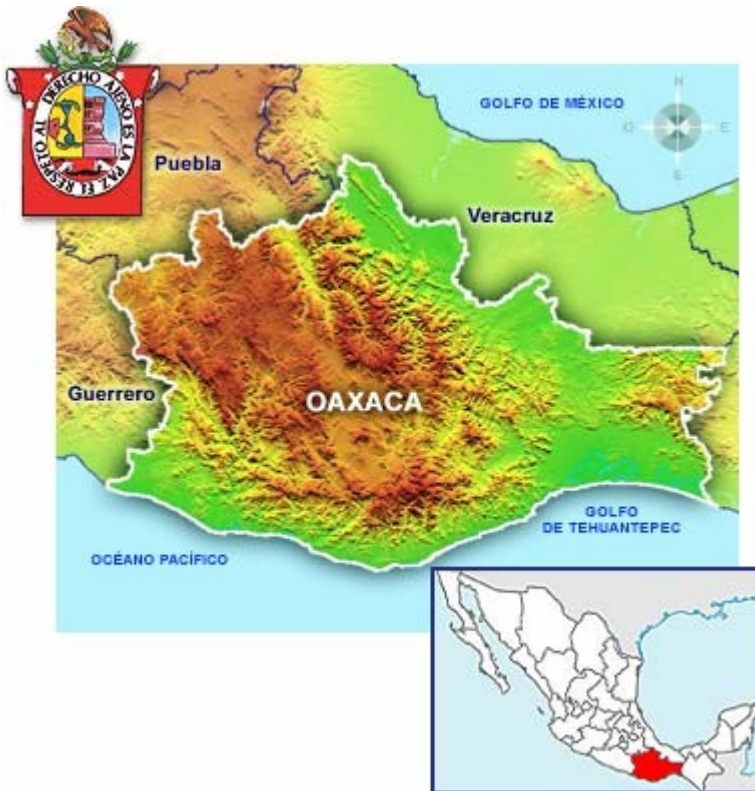 EL RESPETO AL DERECHO AJENO ES LA PAZ
GOLFO DE MÉXICO
N
O
E
S
Puebla
Veracruz
Guerrero
OAXACA
GOLFO
DE TEHUANTEPEC
OCÉANO PACÍFICO